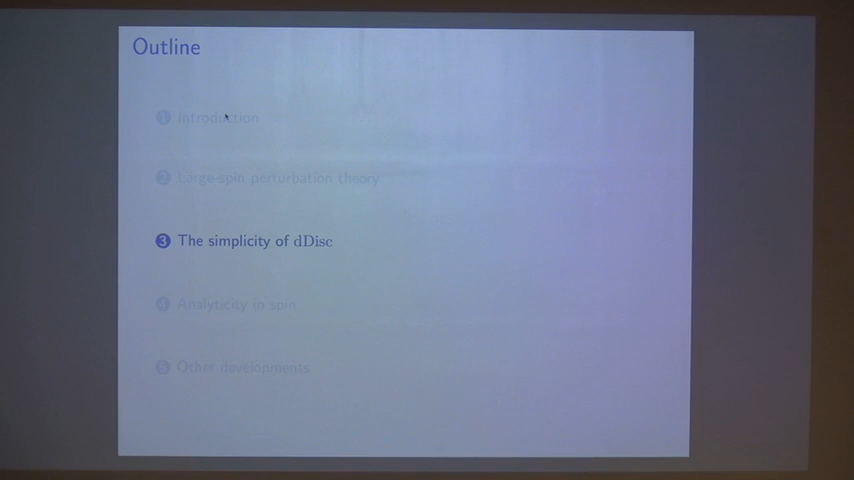 Outline
1 Introduction
2 Large-spin perturbation theory
3 The simplicity of dDisc
4 Analyticity in spin
5 Other developments